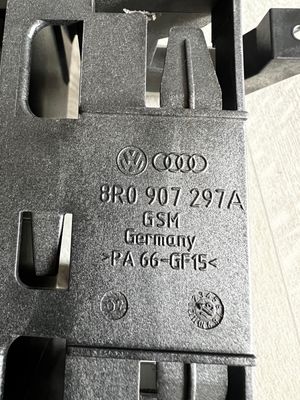 8R0 907 297A
GSM
Germany
>PA 66-GF15<